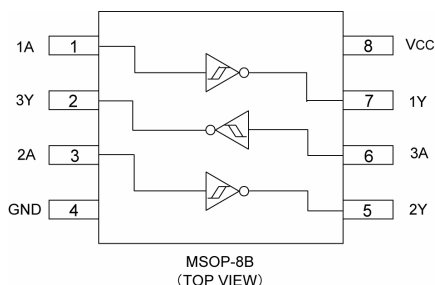 1A 1 8 VCC
3Y 2 7 1Y
2A 3 6 3A
GND 4 5 2Y
MSOP-8B
(TOP VIEW)